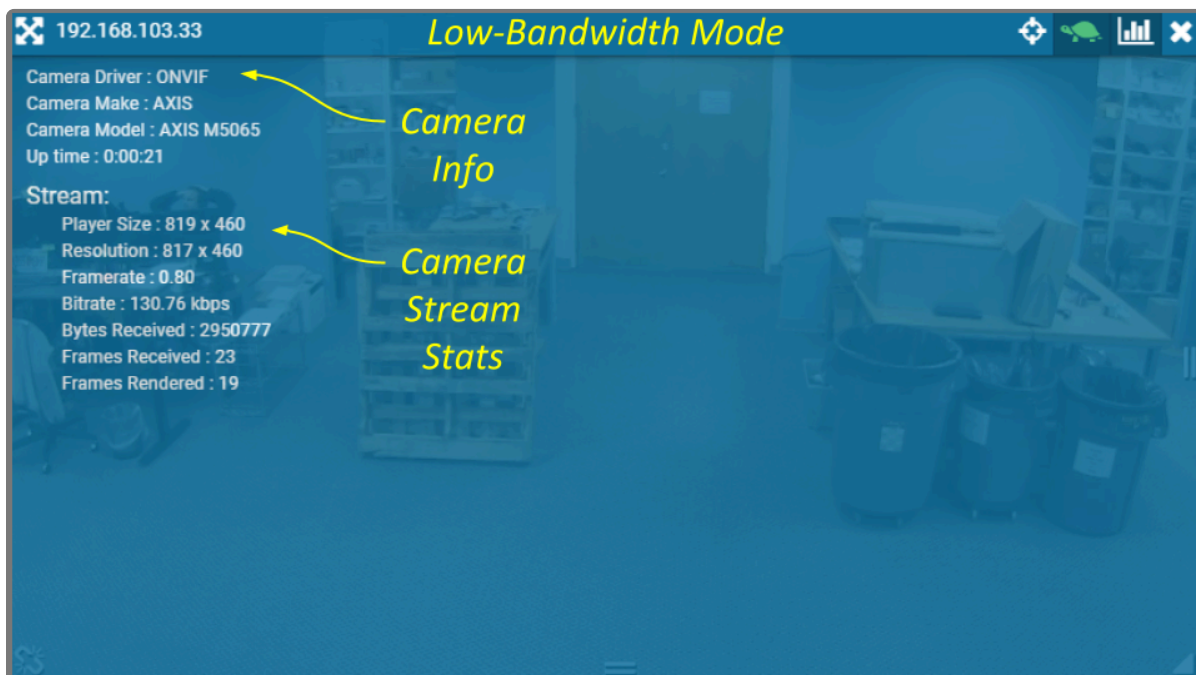 192.168.103.33
Low-Bandwidth Mode
Camera Driver : ONVIF
Camera Make : AXIS
Camera Model : AXIS M5065
Up time : 0:00:21
Camera
Info
Stream:
Player Size : 819 x 460
Resolution : 817 x 460
Framerate : 0.80
Bitrate : 130.76 kbps
Bytes Received : 2950777
Frames Received : 23
Frames Rendered : 19
Camera
Stream
Stats